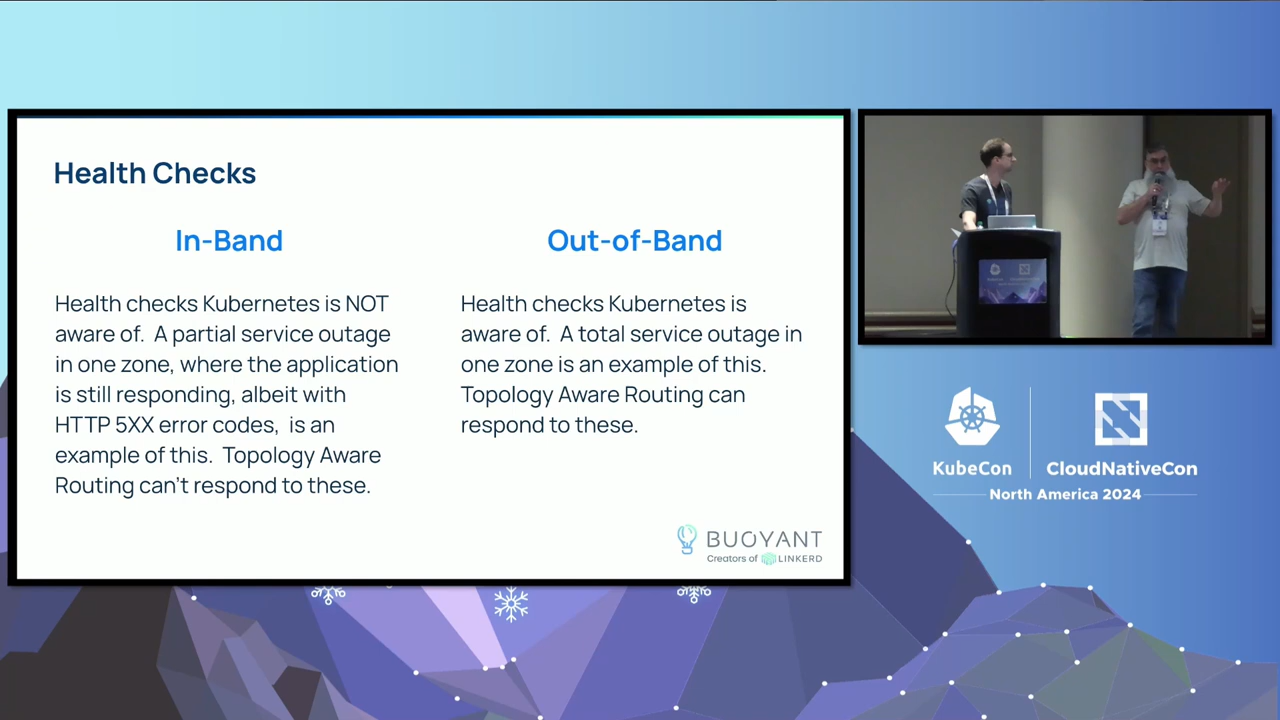 Health Checks
In-Band
Health checks Kubernetes is NOT
aware of.  A partial service outage
in one zone, where the application
is still responding, albeit with
HTTP 5XX error codes,  is an
example of this.  Topology Aware
Routing can't respond to these.
Out-of-Band
Health checks Kubernetes is
aware of.  A total service outage in
one zone is an example of this.
Topology Aware Routing can
respond to these.
BUOYANT
Creators of LINKERD
KubeCon
CloudNativeCon
North America 2024